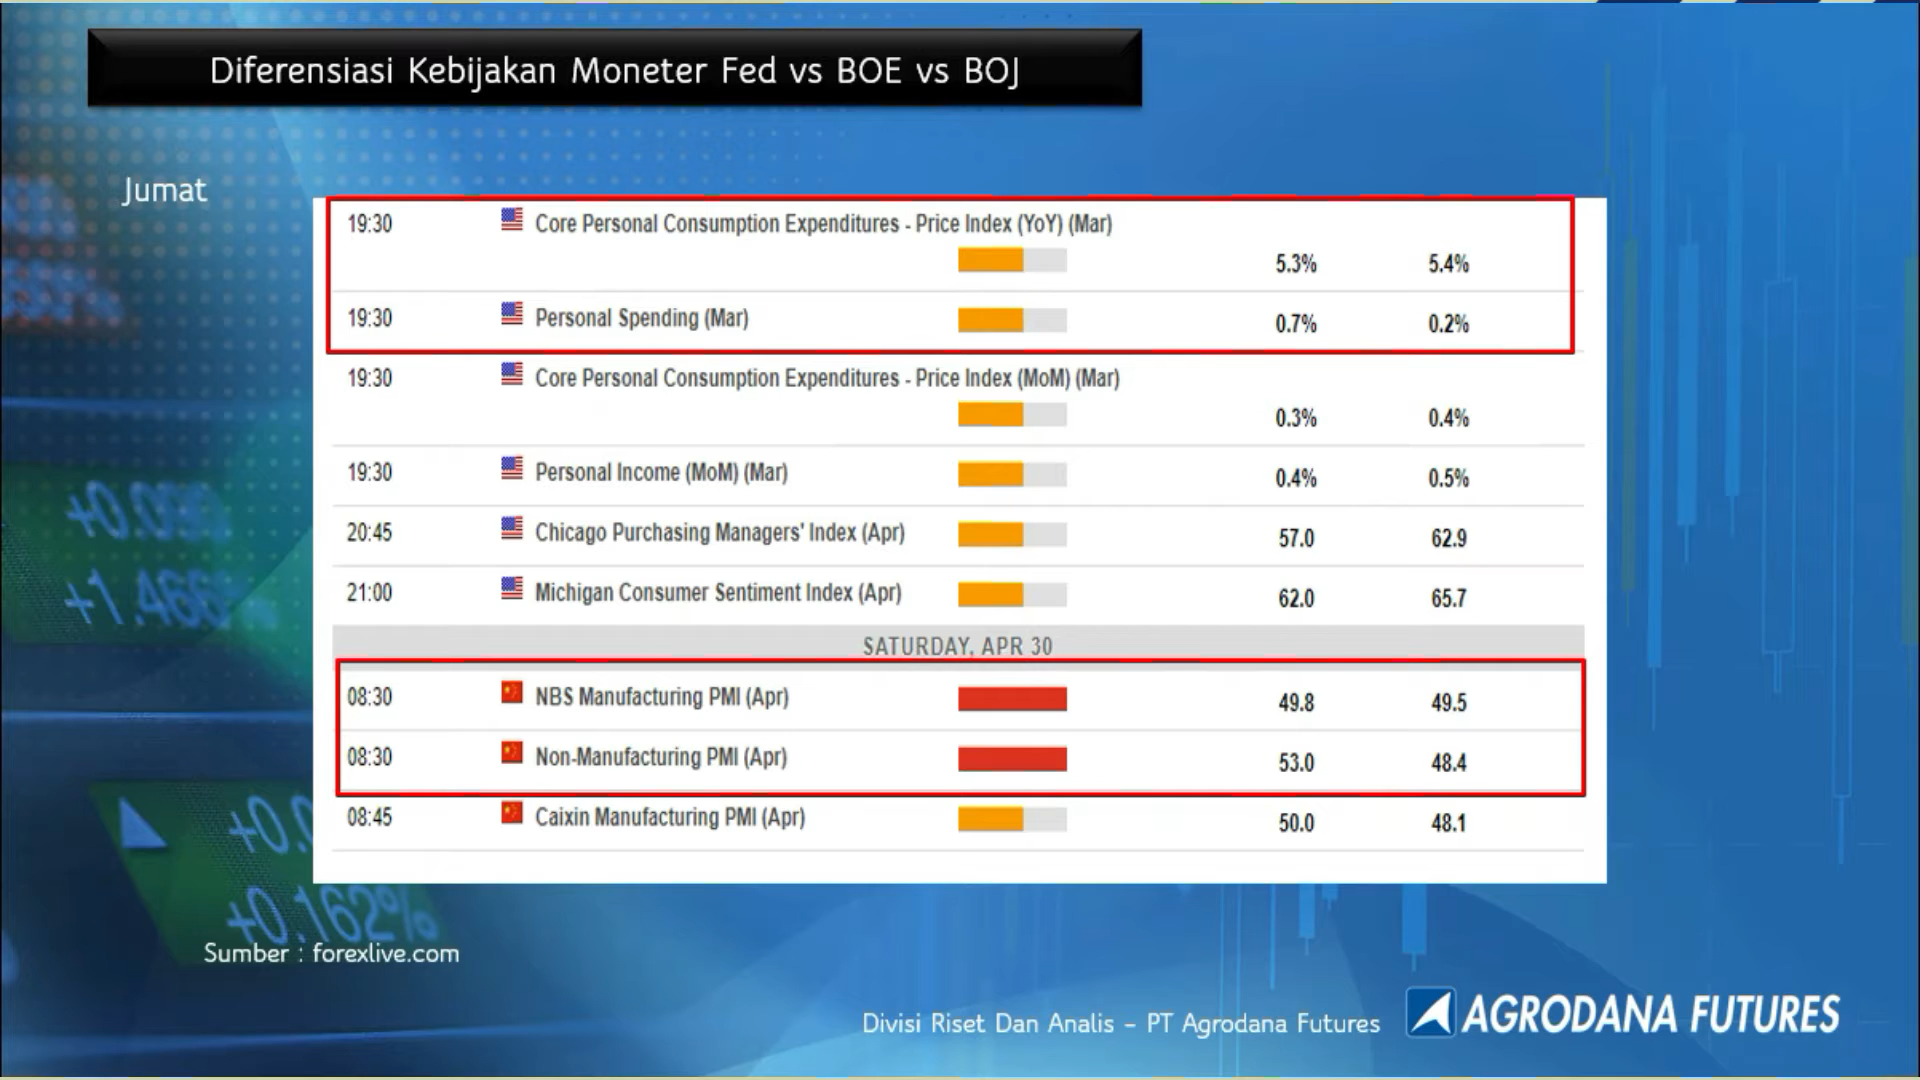 Diferensiasi Kebijakan Moneter Fed vs BOE vs BOJ
Jumat
19:30 Core Personal Consumption Expenditures - Price Index (YoY) (Mar)
5.3% 5.4%
19:30 Personal Spending (Mar) 0.7% 0.2%
19:30 Core Personal Consumption Expenditures - Price Index (MoM) (Mar)
0.3% 0.4%
19:30 Personal Income (MoM) (Mar) 0.4% 0.5%
20:45 Chicago Purchasing Managers' Index (Apr) 57.0 62.9
21:00 Michigan Consumer Sentiment Index (Apr) 62.0 65.7
SATURDAY, APR 30
08:30 NBS Manufacturing PMI (Apr) 49.8 49.5
08:30 Non-Manufacturing PMI (Apr) 53.0 48.4
08:45 Caixin Manufacturing PMI (Apr) 50.0 48.1
+0.162%
Sumber : forexlive.com
Divisi Riset Dan Analis - PT Agrodana Futures
AGRODANA FUTURES